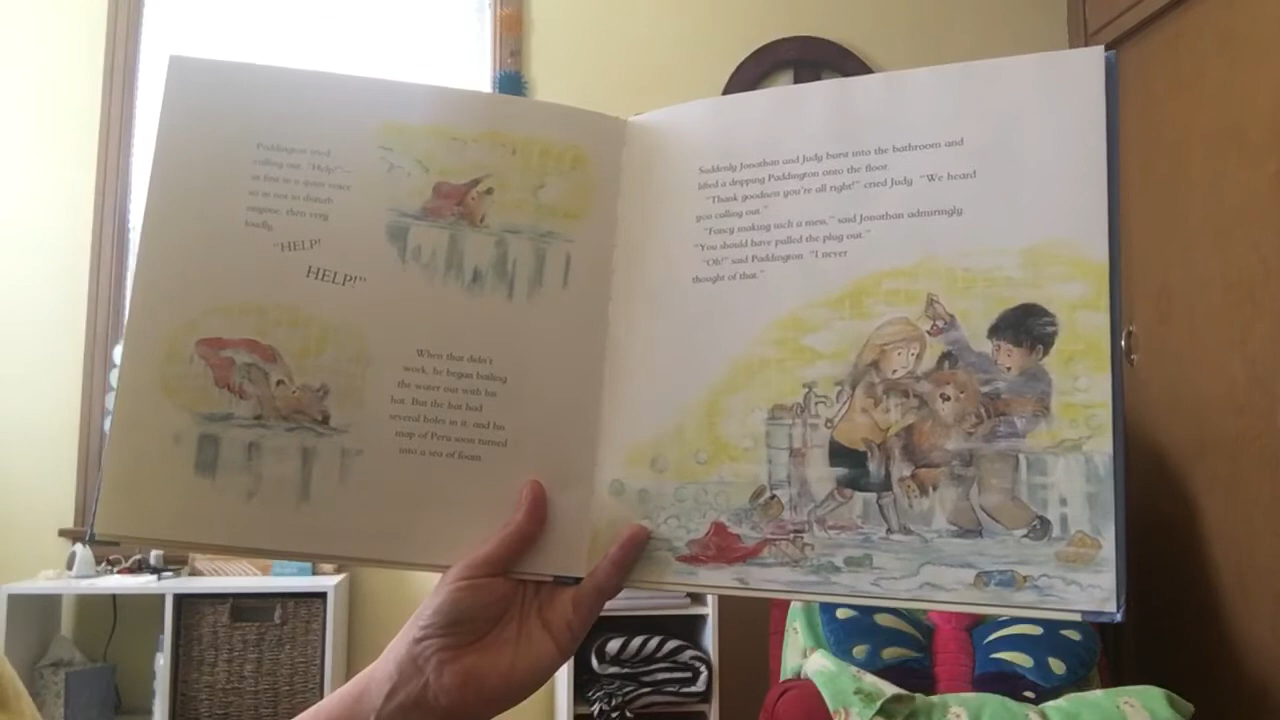 Paddington tried
calling out, "Help!"—
at first in a quiet voice
so as not to disturb
anyone, then very
loudly.
"HELP!
HELP!"
When that didn't
work, he began bailing
the water out with his
hat. But the hat had
several holes in it, and his
map of Peru soon turned
into a sea of foam.
Suddenly Jonathan and Judy burst into the bathroom and
lifted a dripping Paddington onto the floor.
"Thank goodness you're all right!" cried Judy. "We heard
you calling out."
"Fancy making such a mess," said Jonathan admiringly.
"You should have pulled the plug out."
"Oh!" said Paddington. "I never
thought of that."